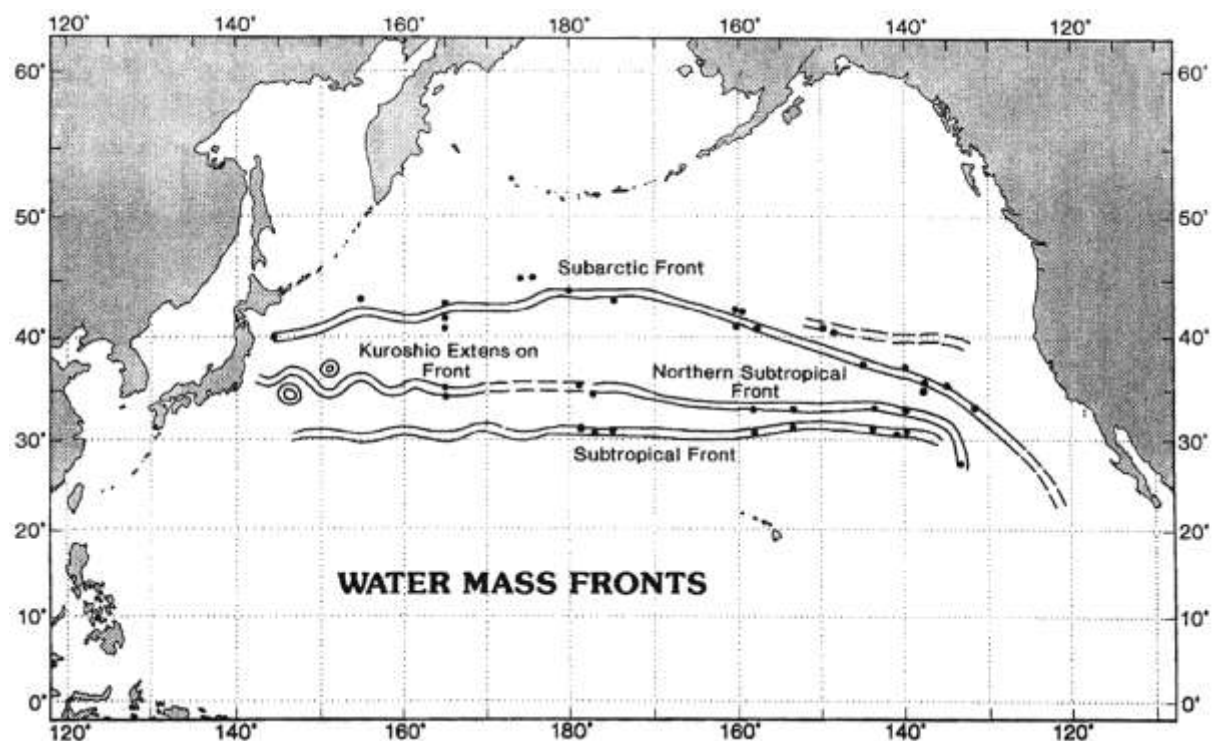 120° 140° 160° 180° 160° 140° 120°
60° 60°
50° 50°
Subarctic Front
40° 40°
Kuroshio Extens on
Front
Northern Subtropical
Front
30° 30°
Subtropical Front
20° 20°
WATER MASS FRONTS
10° 10°
0° 0°
120° 140° 160° 180° 160° 140° 120°